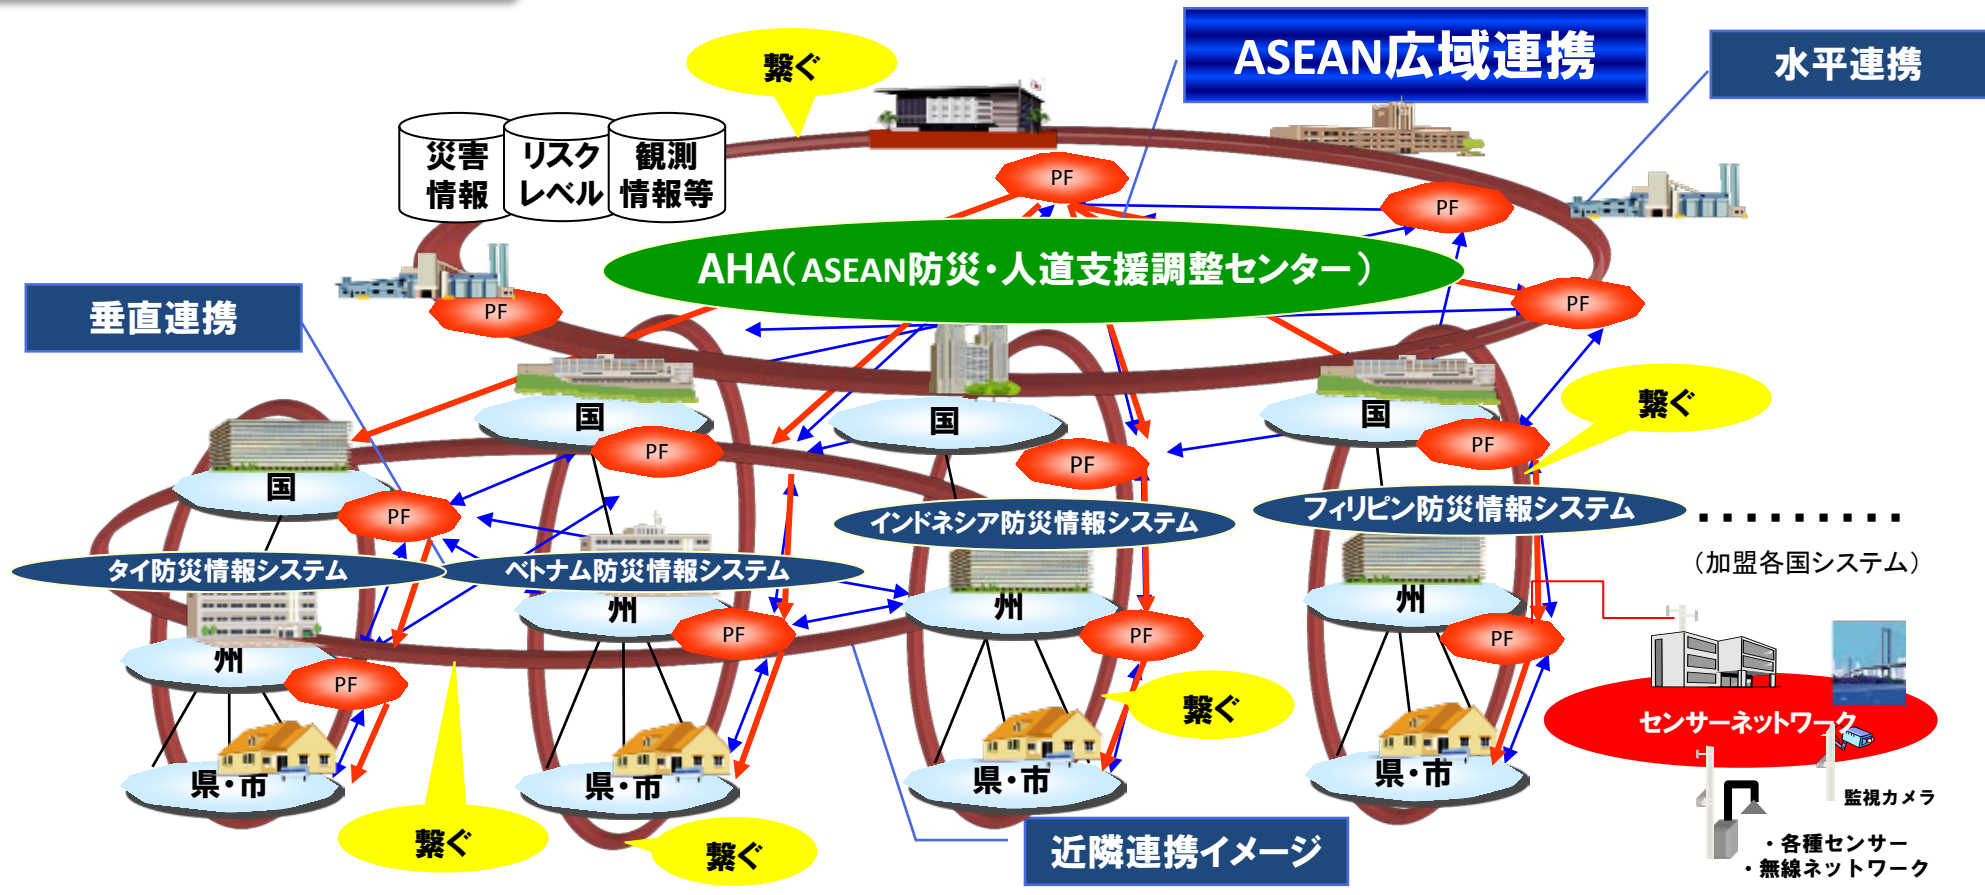 ASEAN広域連携
水平連携
繋ぐ
災害
情報
リスク
レベル
観測
情報等
PF
PF
AHA（ASEAN防災・人道支援調整センター）
PF
PF
垂直連携
繋ぐ
国
国
国
PF
PF
PF
国
PF
インドネシア防災情報システム
フィリピン防災情報システム
・・・・・・・・・
（加盟各国システム）
タイ防災情報システム
ベトナム防災情報システム
州
州
州
州
PF
PF
PF
PF
繋ぐ
センサーネットワーク
県・市
県・市
県・市
県・市
監視カメラ
・各種センサー
・無線ネットワーク
繋ぐ
繋ぐ
近隣連携イメージ